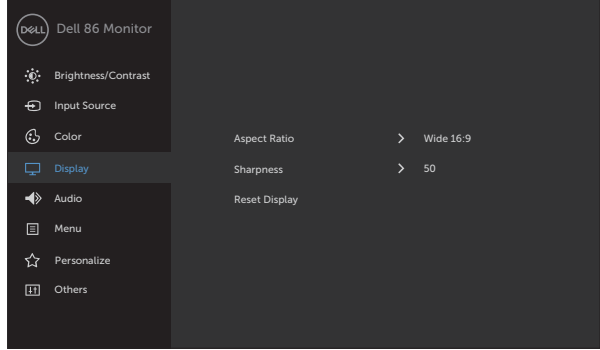 DELL Dell 86 Monitor
Brightness/Contrast
Input Source
Color
Display
Audio
Menu
Personalize
Others
Aspect Ratio > Wide 16:9
Sharpness > 50
Reset Display